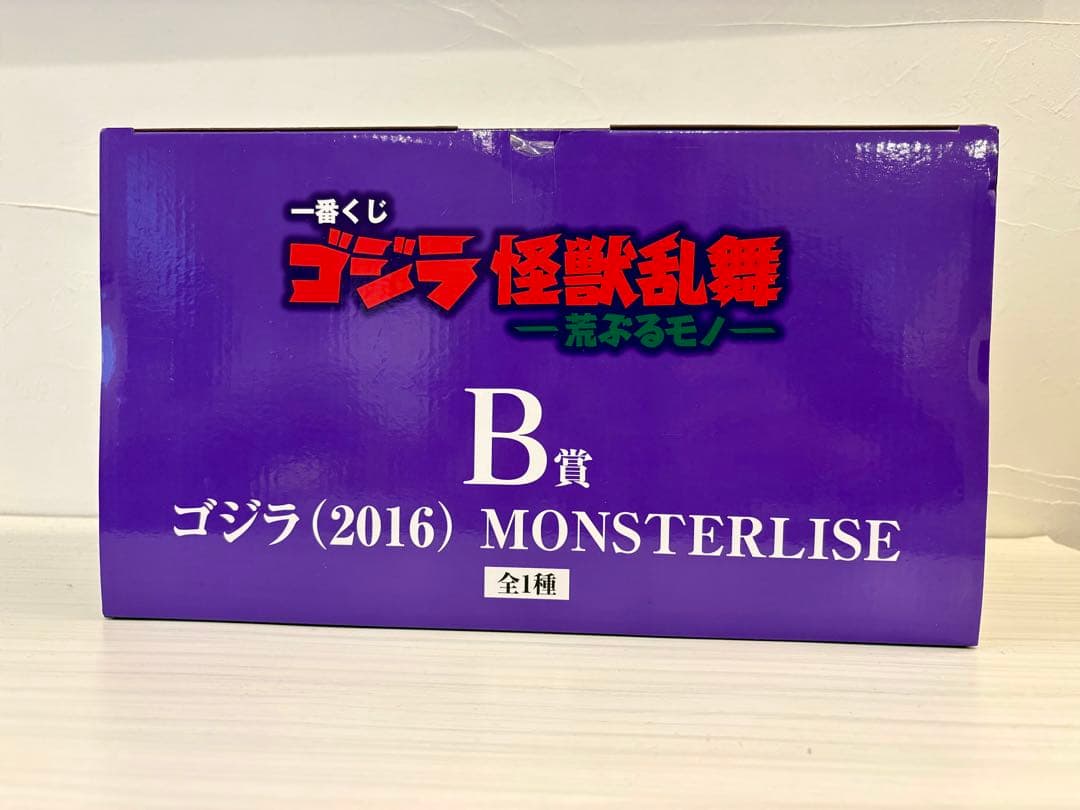 一番くじ
ゴジラ 怪獣乱舞
―荒ぶるモノ―
B賞
ゴジラ(2016) MONSTERLISE
全1種